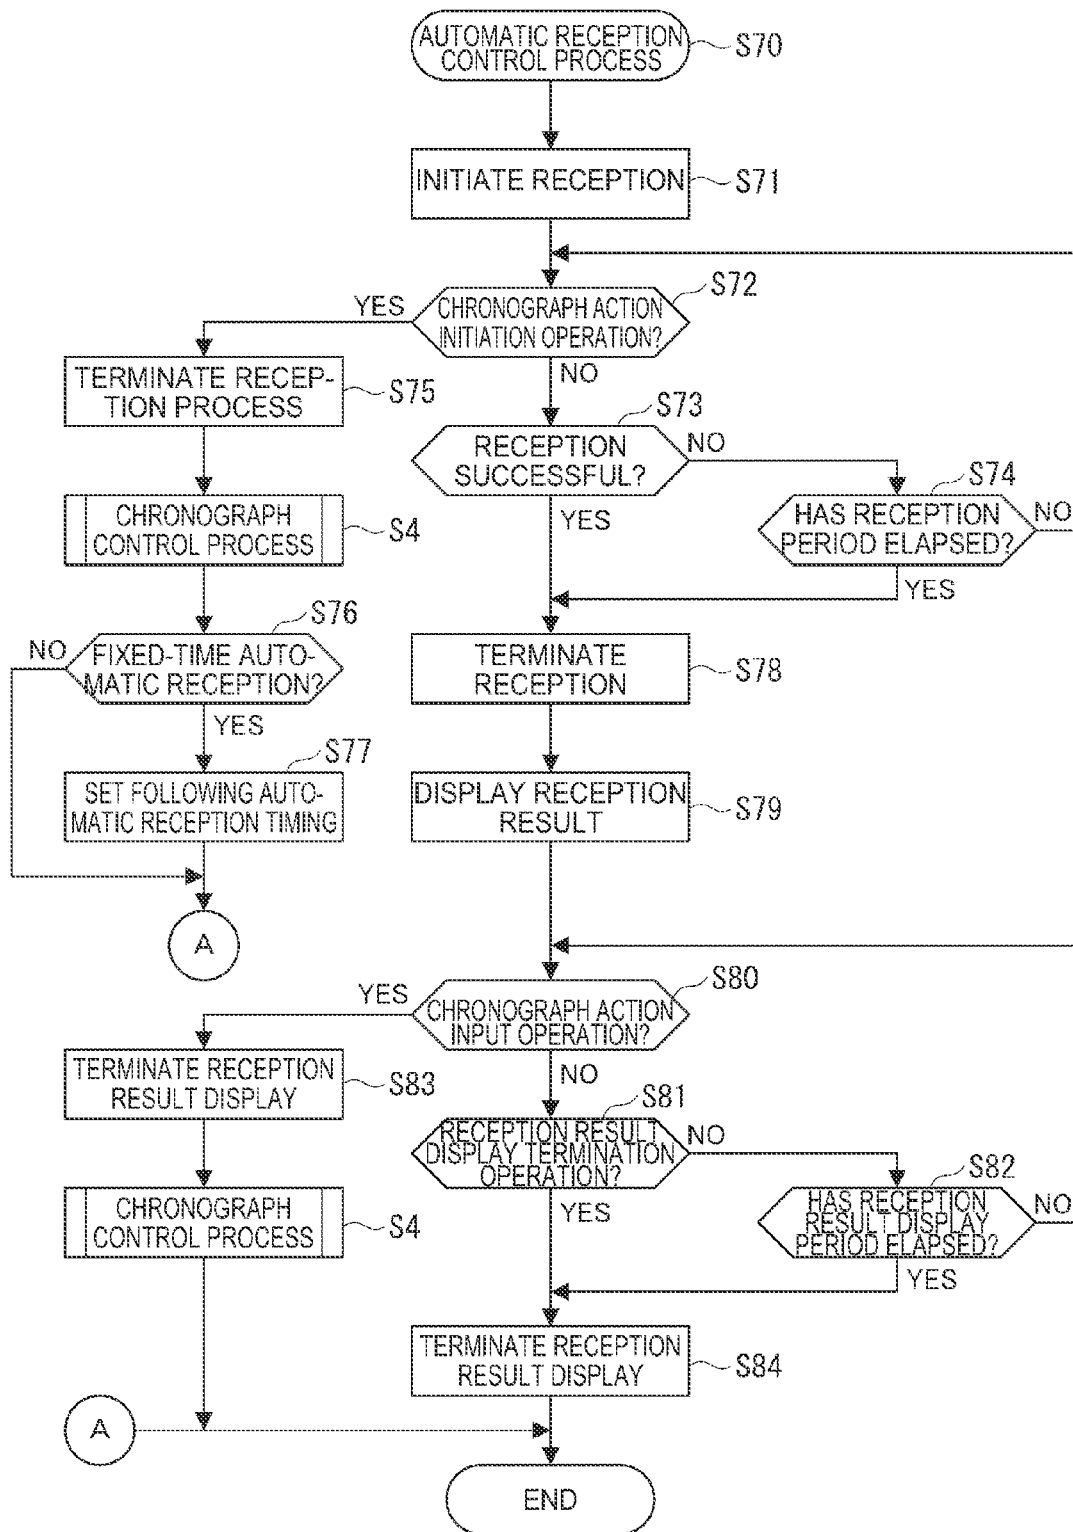 AUTOMATIC RECEPTION
CONTROL PROCESS
S70
INITIATE RECEPTION
S71
S72
YES
CHRONOGRAPH ACTION
INITIATION OPERATION?
NO
TERMINATE RECEP-
TION PROCESS
S75
S73
RECEPTION
SUCCESSFUL?
NO
YES
S74
HAS RECEPTION
PERIOD ELAPSED?
NO
YES
CHRONOGRAPH
CONTROL PROCESS
S4
S76
NO
FIXED-TIME AUTO-
MATIC RECEPTION?
YES
TERMINATE
RECEPTION
S78
S77
SET FOLLOWING AUTO-
MATIC RECEPTION TIMING
DISPLAY RECEPTION
RESULT
S79
A
S80
YES
CHRONOGRAPH ACTION
INPUT OPERATION?
NO
TERMINATE RECEPTION
RESULT DISPLAY
S83
S81
RECEPTION RESULT
DISPLAY TERMINATION
OPERATION?
NO
YES
S82
HAS RECEPTION
RESULT DISPLAY
PERIOD ELAPSED?
NO
YES
CHRONOGRAPH
CONTROL PROCESS
S4
TERMINATE RECEPTION
RESULT DISPLAY
S84
A
END